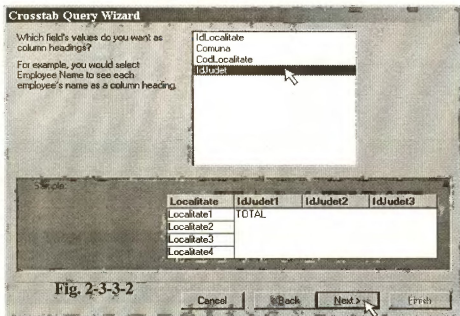 Crosstab Query Wizard
Which field's values do you want as
column headings?
For example, you would select
Employee Name to see each
employee's name as a column heading.
IdLocalitate
Comuna
CodLocalitate
IdJudet
Sample:
Localitate IdJudet1 IdJudet2 IdJudet3
Localitate1 TOTAL
Localitate2
Localitate3
Localitate4
Fig. 2-3-3-2
Cancel < Back Next > Finish